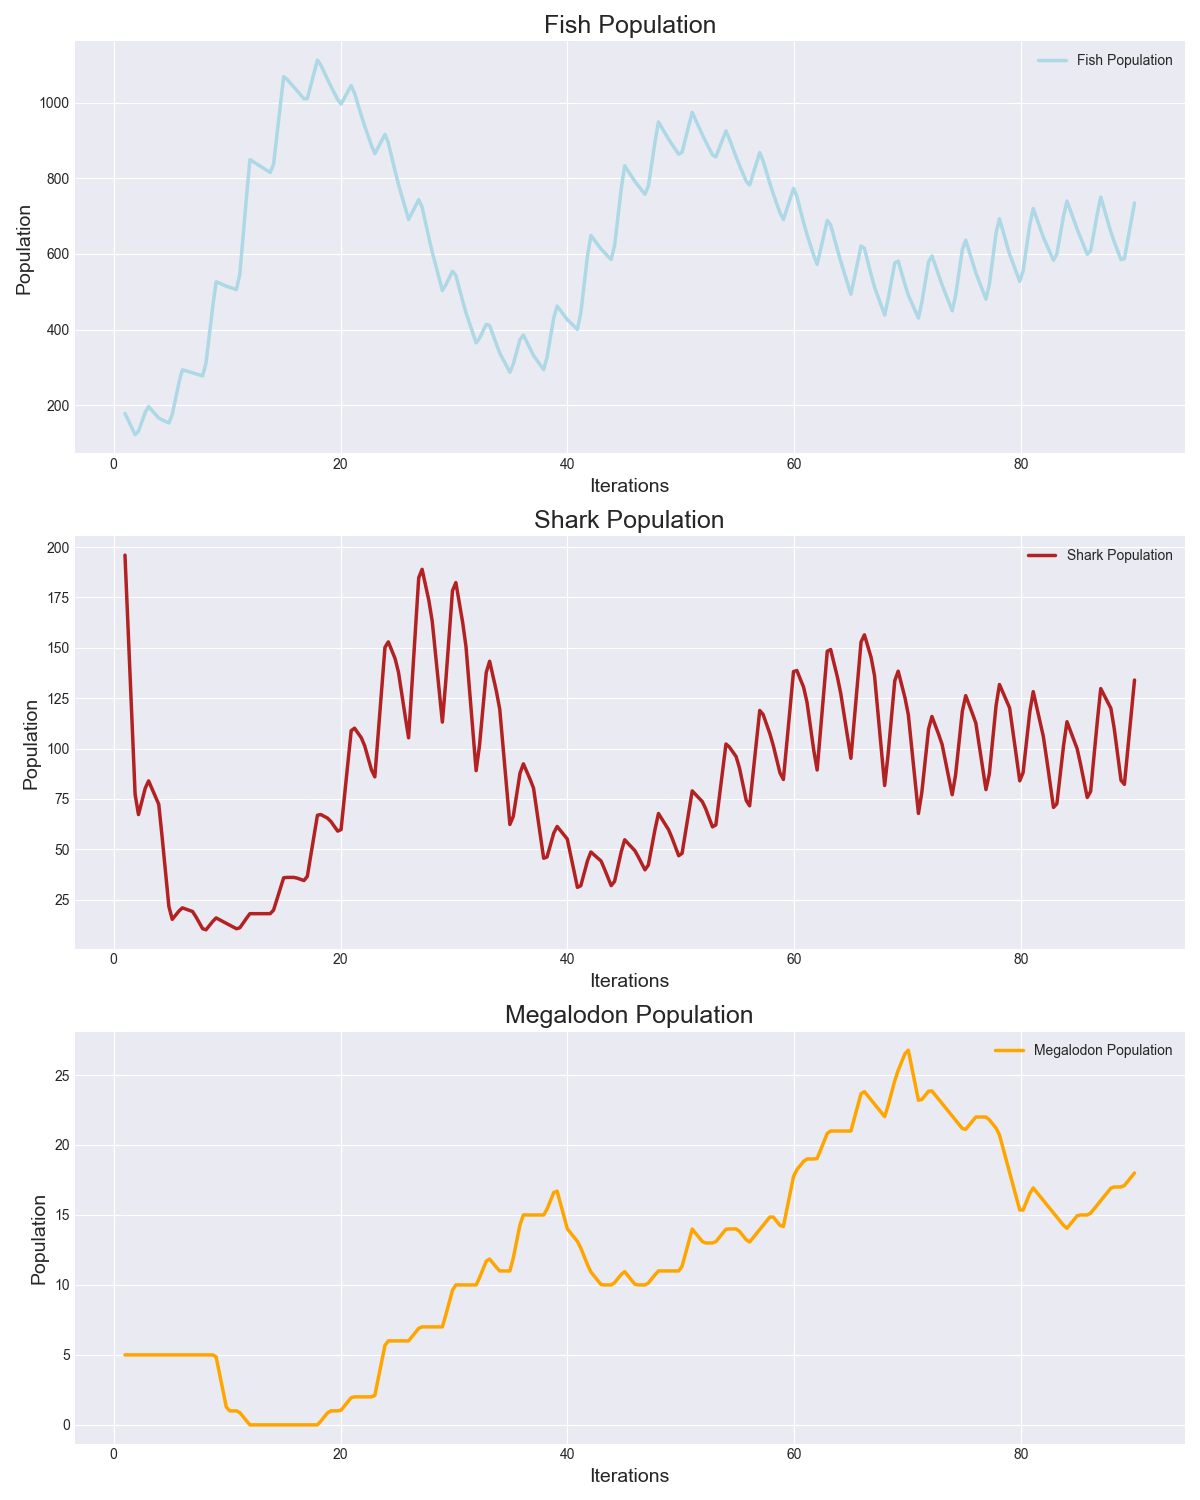 Fish Population
Fish Population
1000
800
600
400
200
Population
0 20 40 60 80
Iterations
Shark Population
Shark Population
200
175
150
125
100
75
50
25
Population
0 20 40 60 80
Iterations
Megalodon Population
Megalodon Population
25
20
15
10
5
0
Population
0 20 40 60 80
Iterations